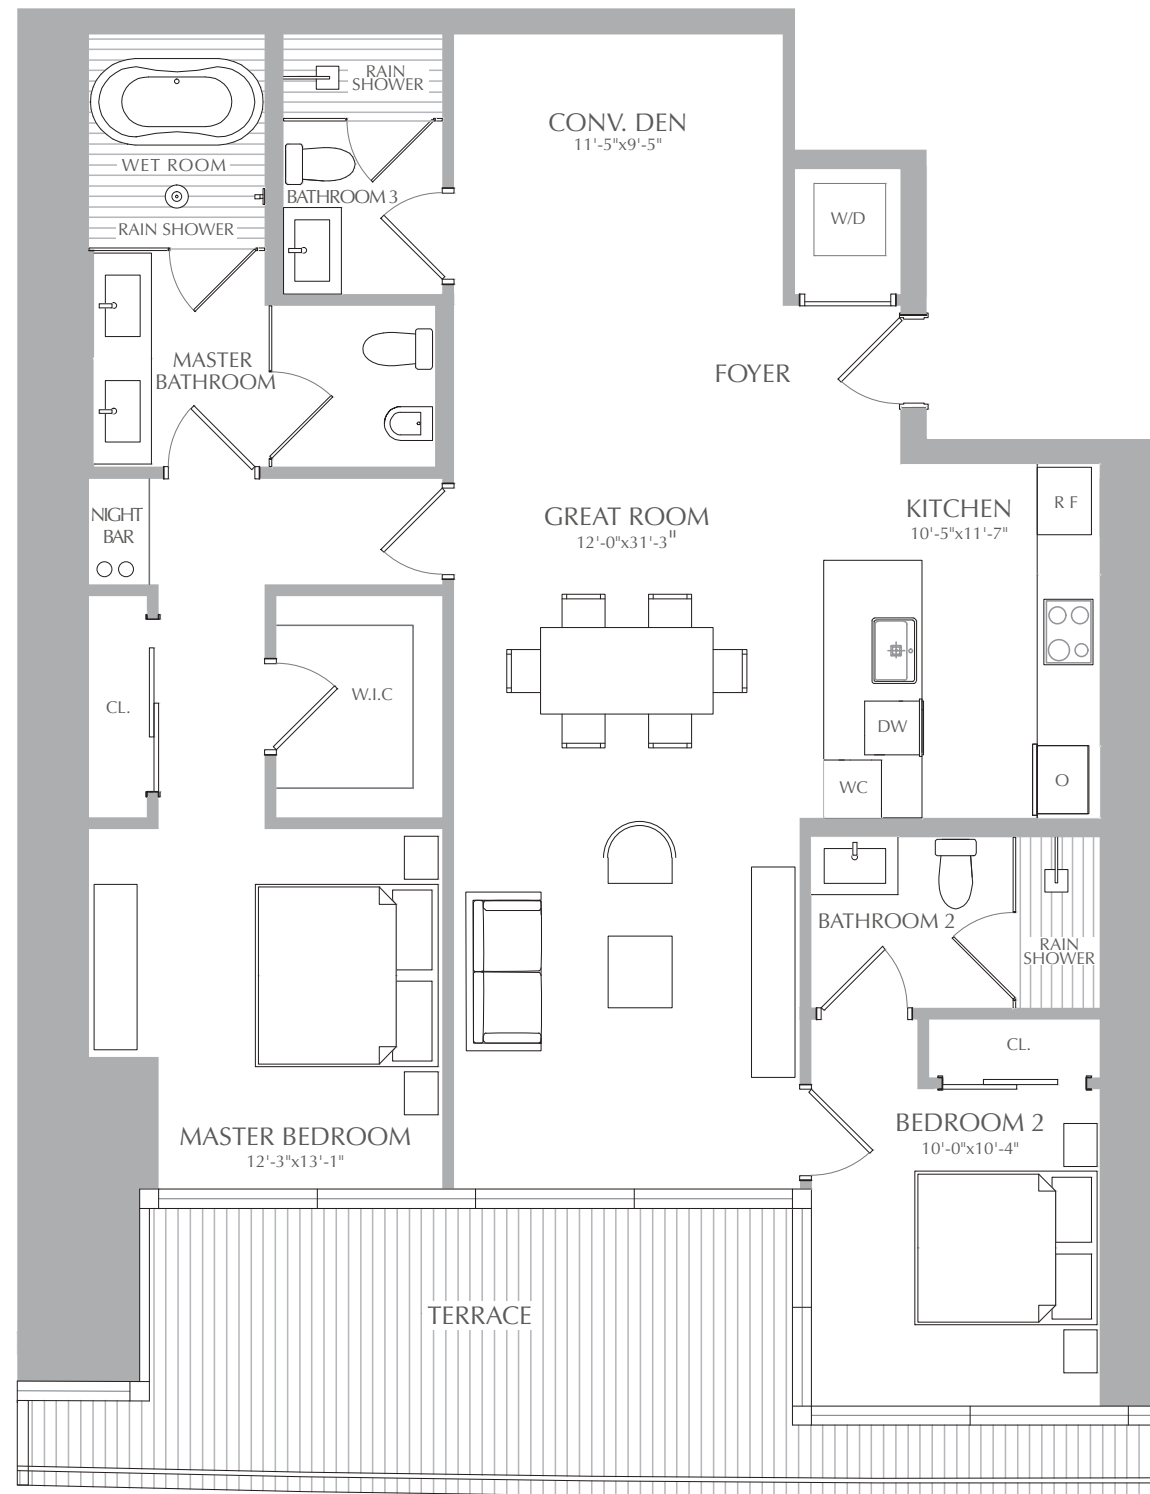 RAIN
SHOWER
CONV. DEN
11'-5"x9'-5"
WET ROOM
BATHROOM 3
W/D
RAIN SHOWER
MASTER
BATHROOM
FOYER
NIGHT
BAR
GREAT ROOM
12'-0"x31'-3"
KITCHEN
10'-5"x11'-7"
R F
CL.
W.I.C
DW
WC
O
BATHROOM 2
RAIN
SHOWER
CL.
MASTER BEDROOM
12'-3"x13'-1"
BEDROOM 2
10'-0"x10'-4"
TERRACE